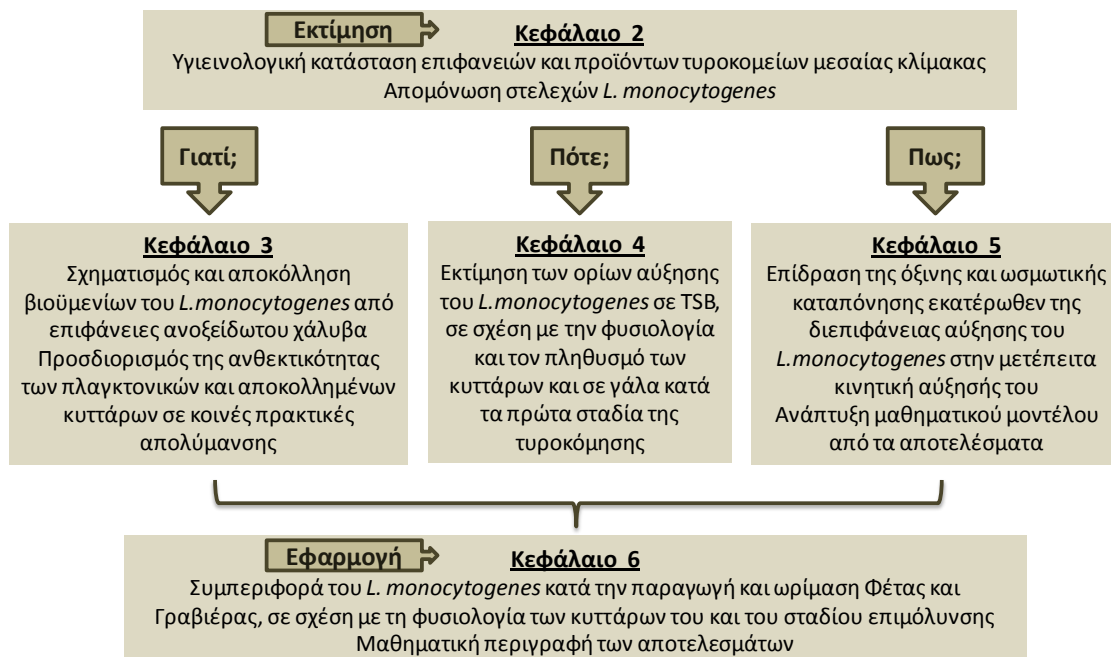 Εκτίμηση
Κεφάλαιο 2
Υγιεινολογική κατάσταση επιφανειών και προϊόντων τυροκομείων μεσαίας κλίμακας
Απομόνωση στελεχών L. monocytogenes
Γιατί;
Πότε;
Πως;
Κεφάλαιο 3
Σχηματισμός και αποκόλληση
βιοϋμενίων του L.monocytogenes από
επιφάνειες ανοξείδωτου χάλυβα
Προσδιορισμός της ανθεκτικότητας
των πλαγκτονικών και αποκολλημένων
κυττάρων σε κοινές πρακτικές
απολύμανσης
Κεφάλαιο 4
Εκτίμηση των ορίων αύξησης
του L.monocytogenes σε TSB,
σε σχέση με την φυσιολογία
και τον πληθυσμό των
κυττάρων και σε γάλα κατά
τα πρώτα σταδία της
τυροκόμησης
Κεφάλαιο 5
Επίδραση της όξινης και ωσμωτικής
καταπόνησης εκατέρωθεν της
διεπιφάνειας αύξησης του
L.monocytogenes στην μετέπειτα
κινητική αύξησής του
Ανάπτυξη μαθηματικού μοντέλου
από τα αποτελέσματα
Εφαρμογή
Κεφάλαιο 6
Συμπεριφορά του L. monocytogenes κατά την παραγωγή και ωρίμαση Φέτας και
Γραβιέρας, σε σχέση με τη φυσιολογία των κυττάρων του και του σταδίου επιμόλυνσης
Μαθηματική περιγραφή των αποτελεσμάτων